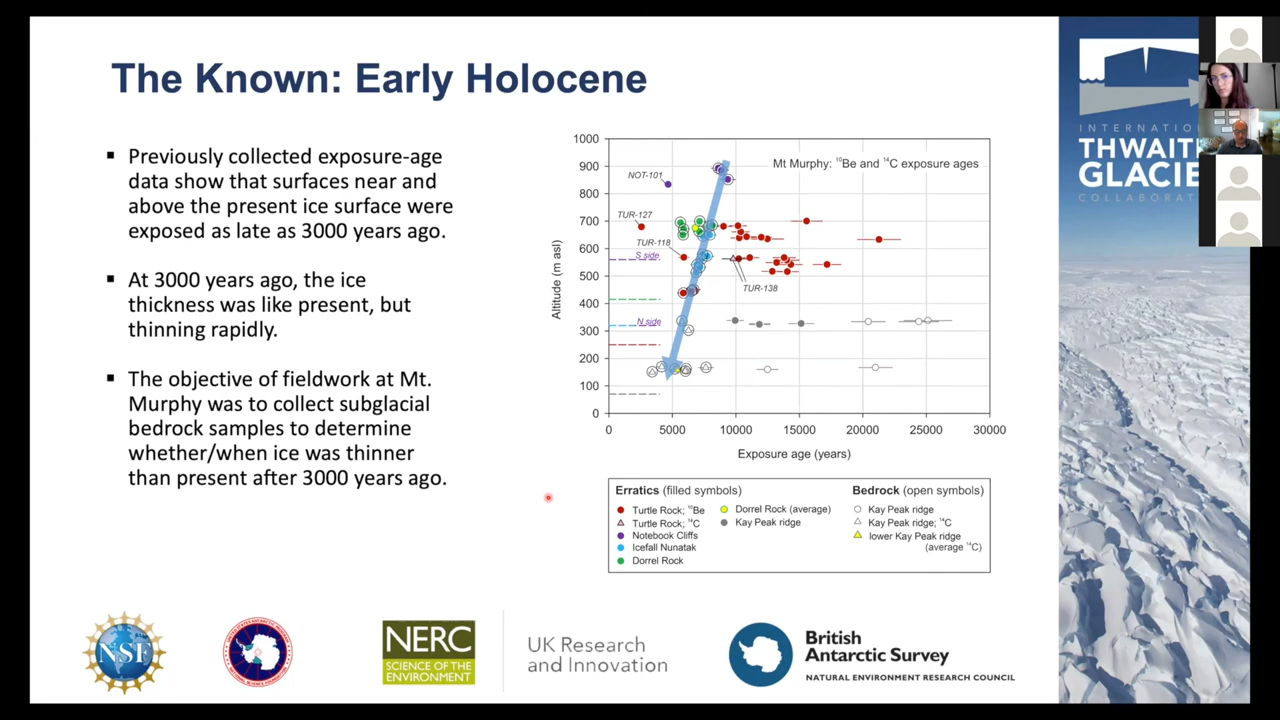 The Known: Early Holocene
▪ Previously collected exposure-age
data show that surfaces near and
above the present ice surface were
exposed as late as 3000 years ago.
▪ At 3000 years ago, the ice
thickness was like present, but
thinning rapidly.
▪ The objective of fieldwork at Mt.
Murphy was to collect subglacial
bedrock samples to determine
whether/when ice was thinner
than present after 3000 years ago.
Mt Murphy: ¹⁰Be and ¹⁴C exposure ages
Altitude (m asl)
1000
900
800
700
600
500
400
300
200
100
0
NOT-101
TUR-127
TUR-118
S side
TUR-138
N side
0 5000 10000 15000 20000 25000 30000
Exposure age (years)
Erratics (filled symbols)
Turtle Rock; ¹⁰Be
Turtle Rock; ¹⁴C
Notebook Cliffs
Icefall Nunatak
Dorrel Rock
Dorrel Rock (average)
Kay Peak ridge
Bedrock (open symbols)
Kay Peak ridge
Kay Peak ridge; ¹⁴C
lower Kay Peak ridge
(average ¹⁴C)
INTERNATIO
THWAITE
GLACIE
COLLABORAT
NSF
NERC
SCIENCE OF THE
ENVIRONMENT
UK Research
and Innovation
British
Antarctic Survey
NATURAL ENVIRONMENT RESEARCH COUNCIL